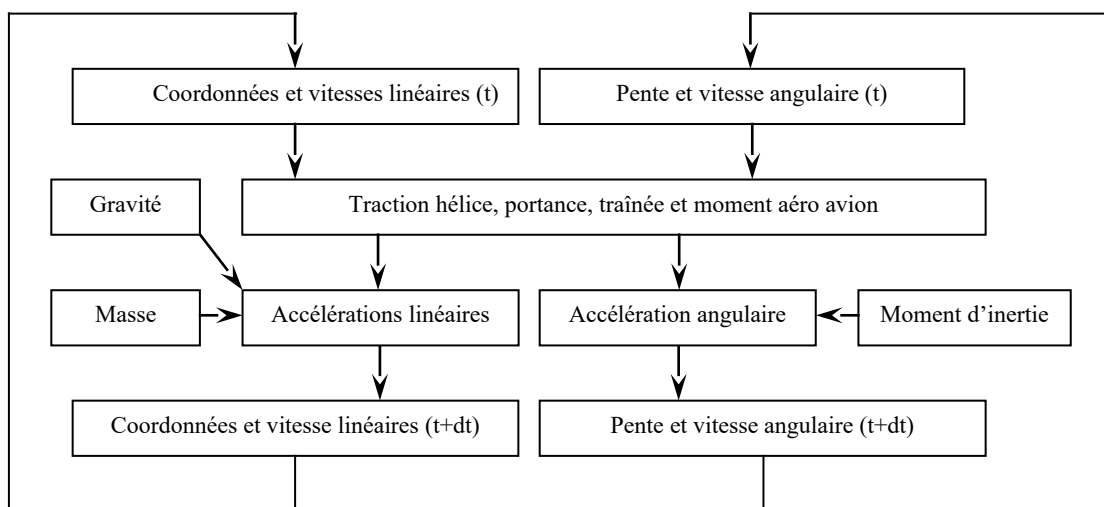 Coordonnées et vitesses linéaires (t)
Pente et vitesse angulaire (t)
Gravité
Traction hélice, portance, traînée et moment aéro avion
Masse
Accélérations linéaires
Accélération angulaire
Moment d’inertie
Coordonnées et vitesse linéaires (t+dt)
Pente et vitesse angulaire (t+dt)